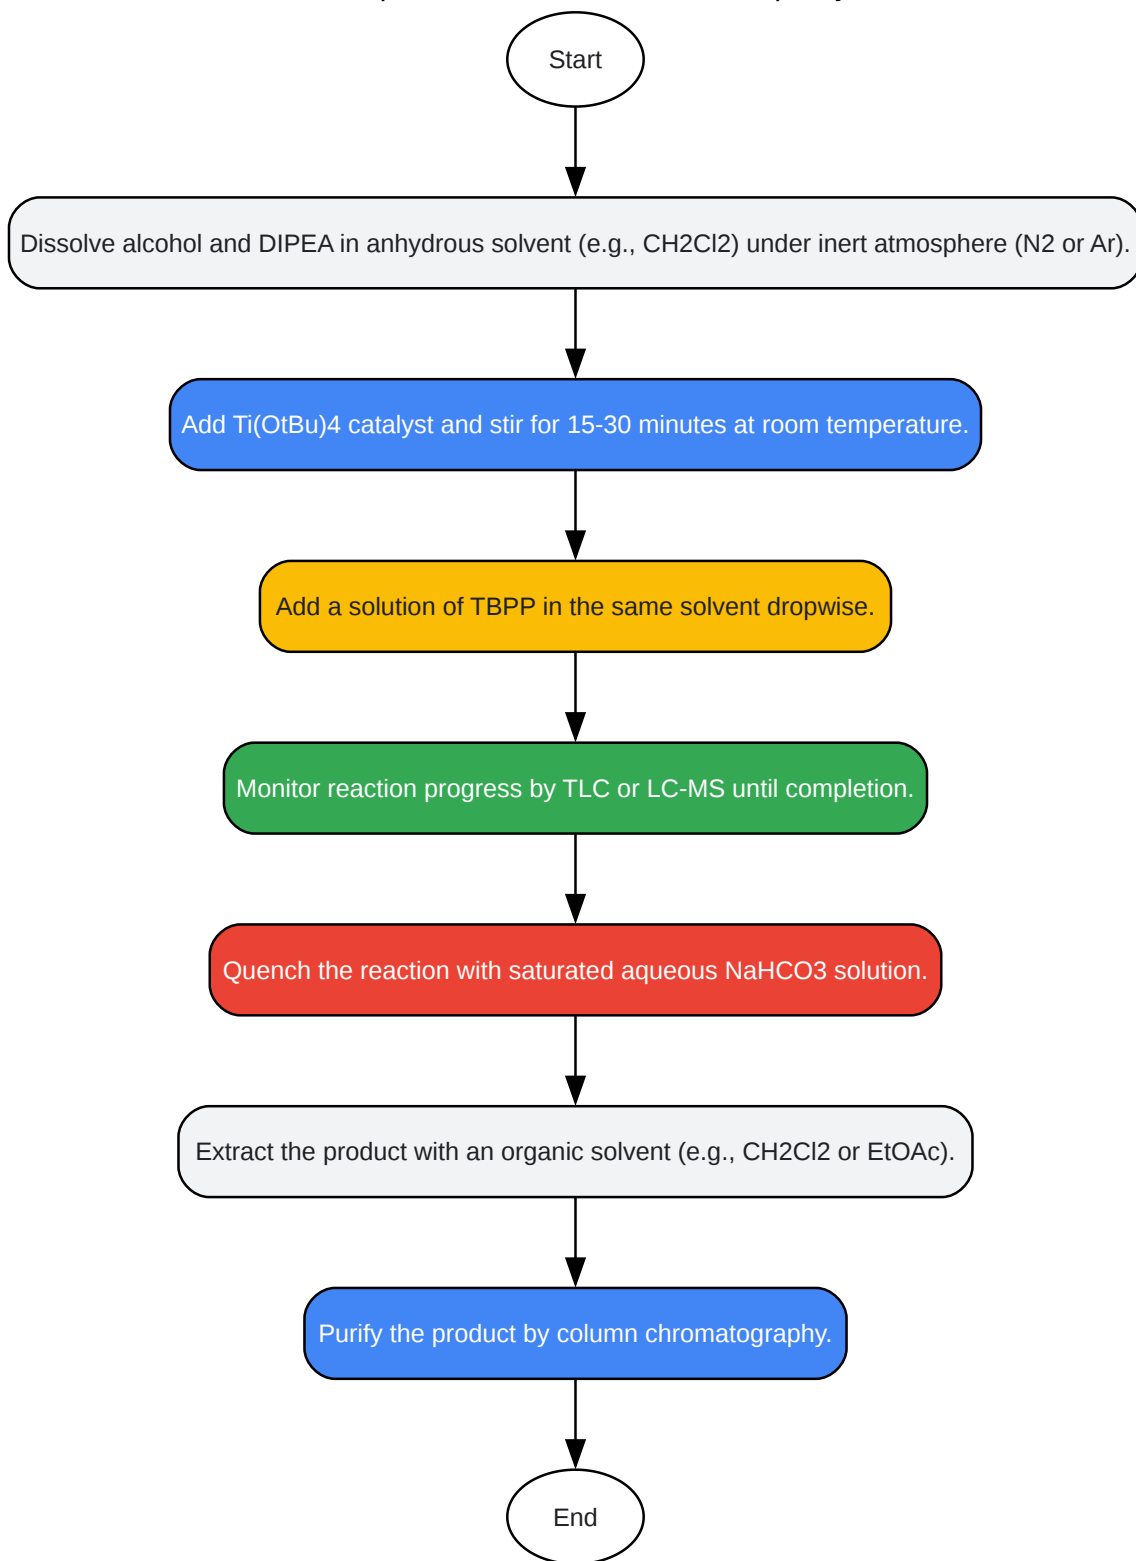 Start
Dissolve alcohol and DIPEA in anhydrous solvent (e.g., CH2Cl2) under inert atmosphere (N2 or Ar).
Add Ti(OtBu)4 catalyst and stir for 15-30 minutes at room temperature.
Add a solution of TBPP in the same solvent dropwise.
Monitor reaction progress by TLC or LC-MS until completion.
Quench the reaction with saturated aqueous NaHCO3 solution.
Extract the product with an organic solvent (e.g., CH2Cl2 or EtOAc).
Purify the product by column chromatography.
End